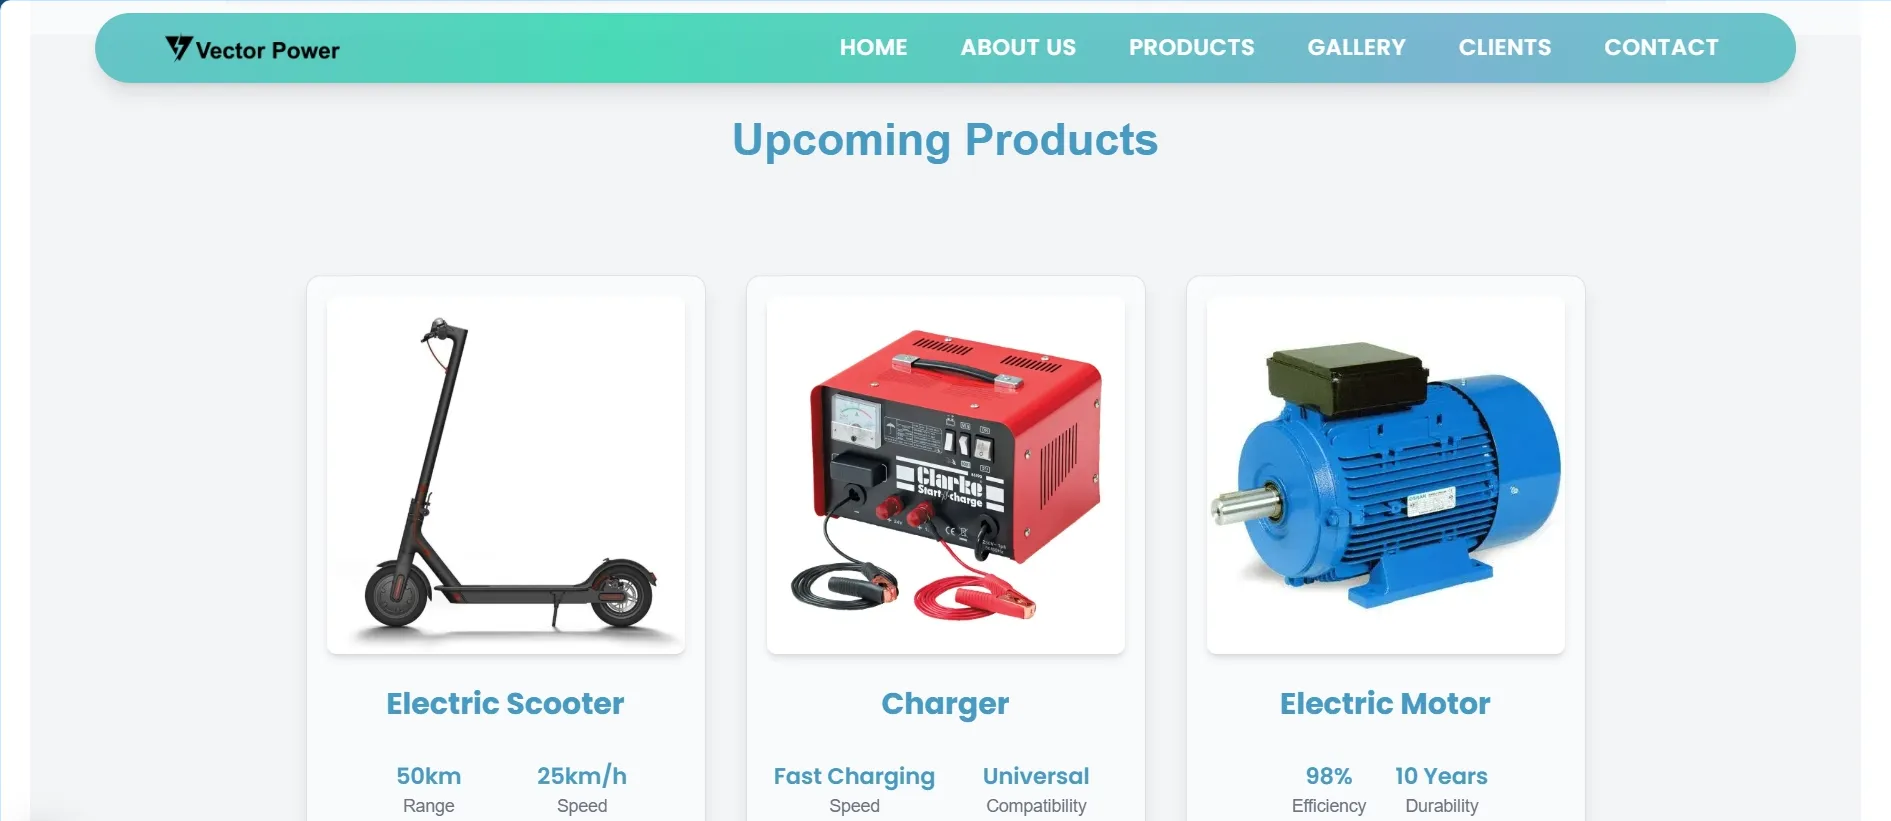 Vector Power
HOME ABOUT US PRODUCTS GALLERY CLIENTS CONTACT
Upcoming Products
Clarke
Start charge
Electric Scooter
Charger
Electric Motor
50km 25km/h
Range Speed
Fast Charging Universal
Speed Compatibility
98% 10 Years
Efficiency Durability